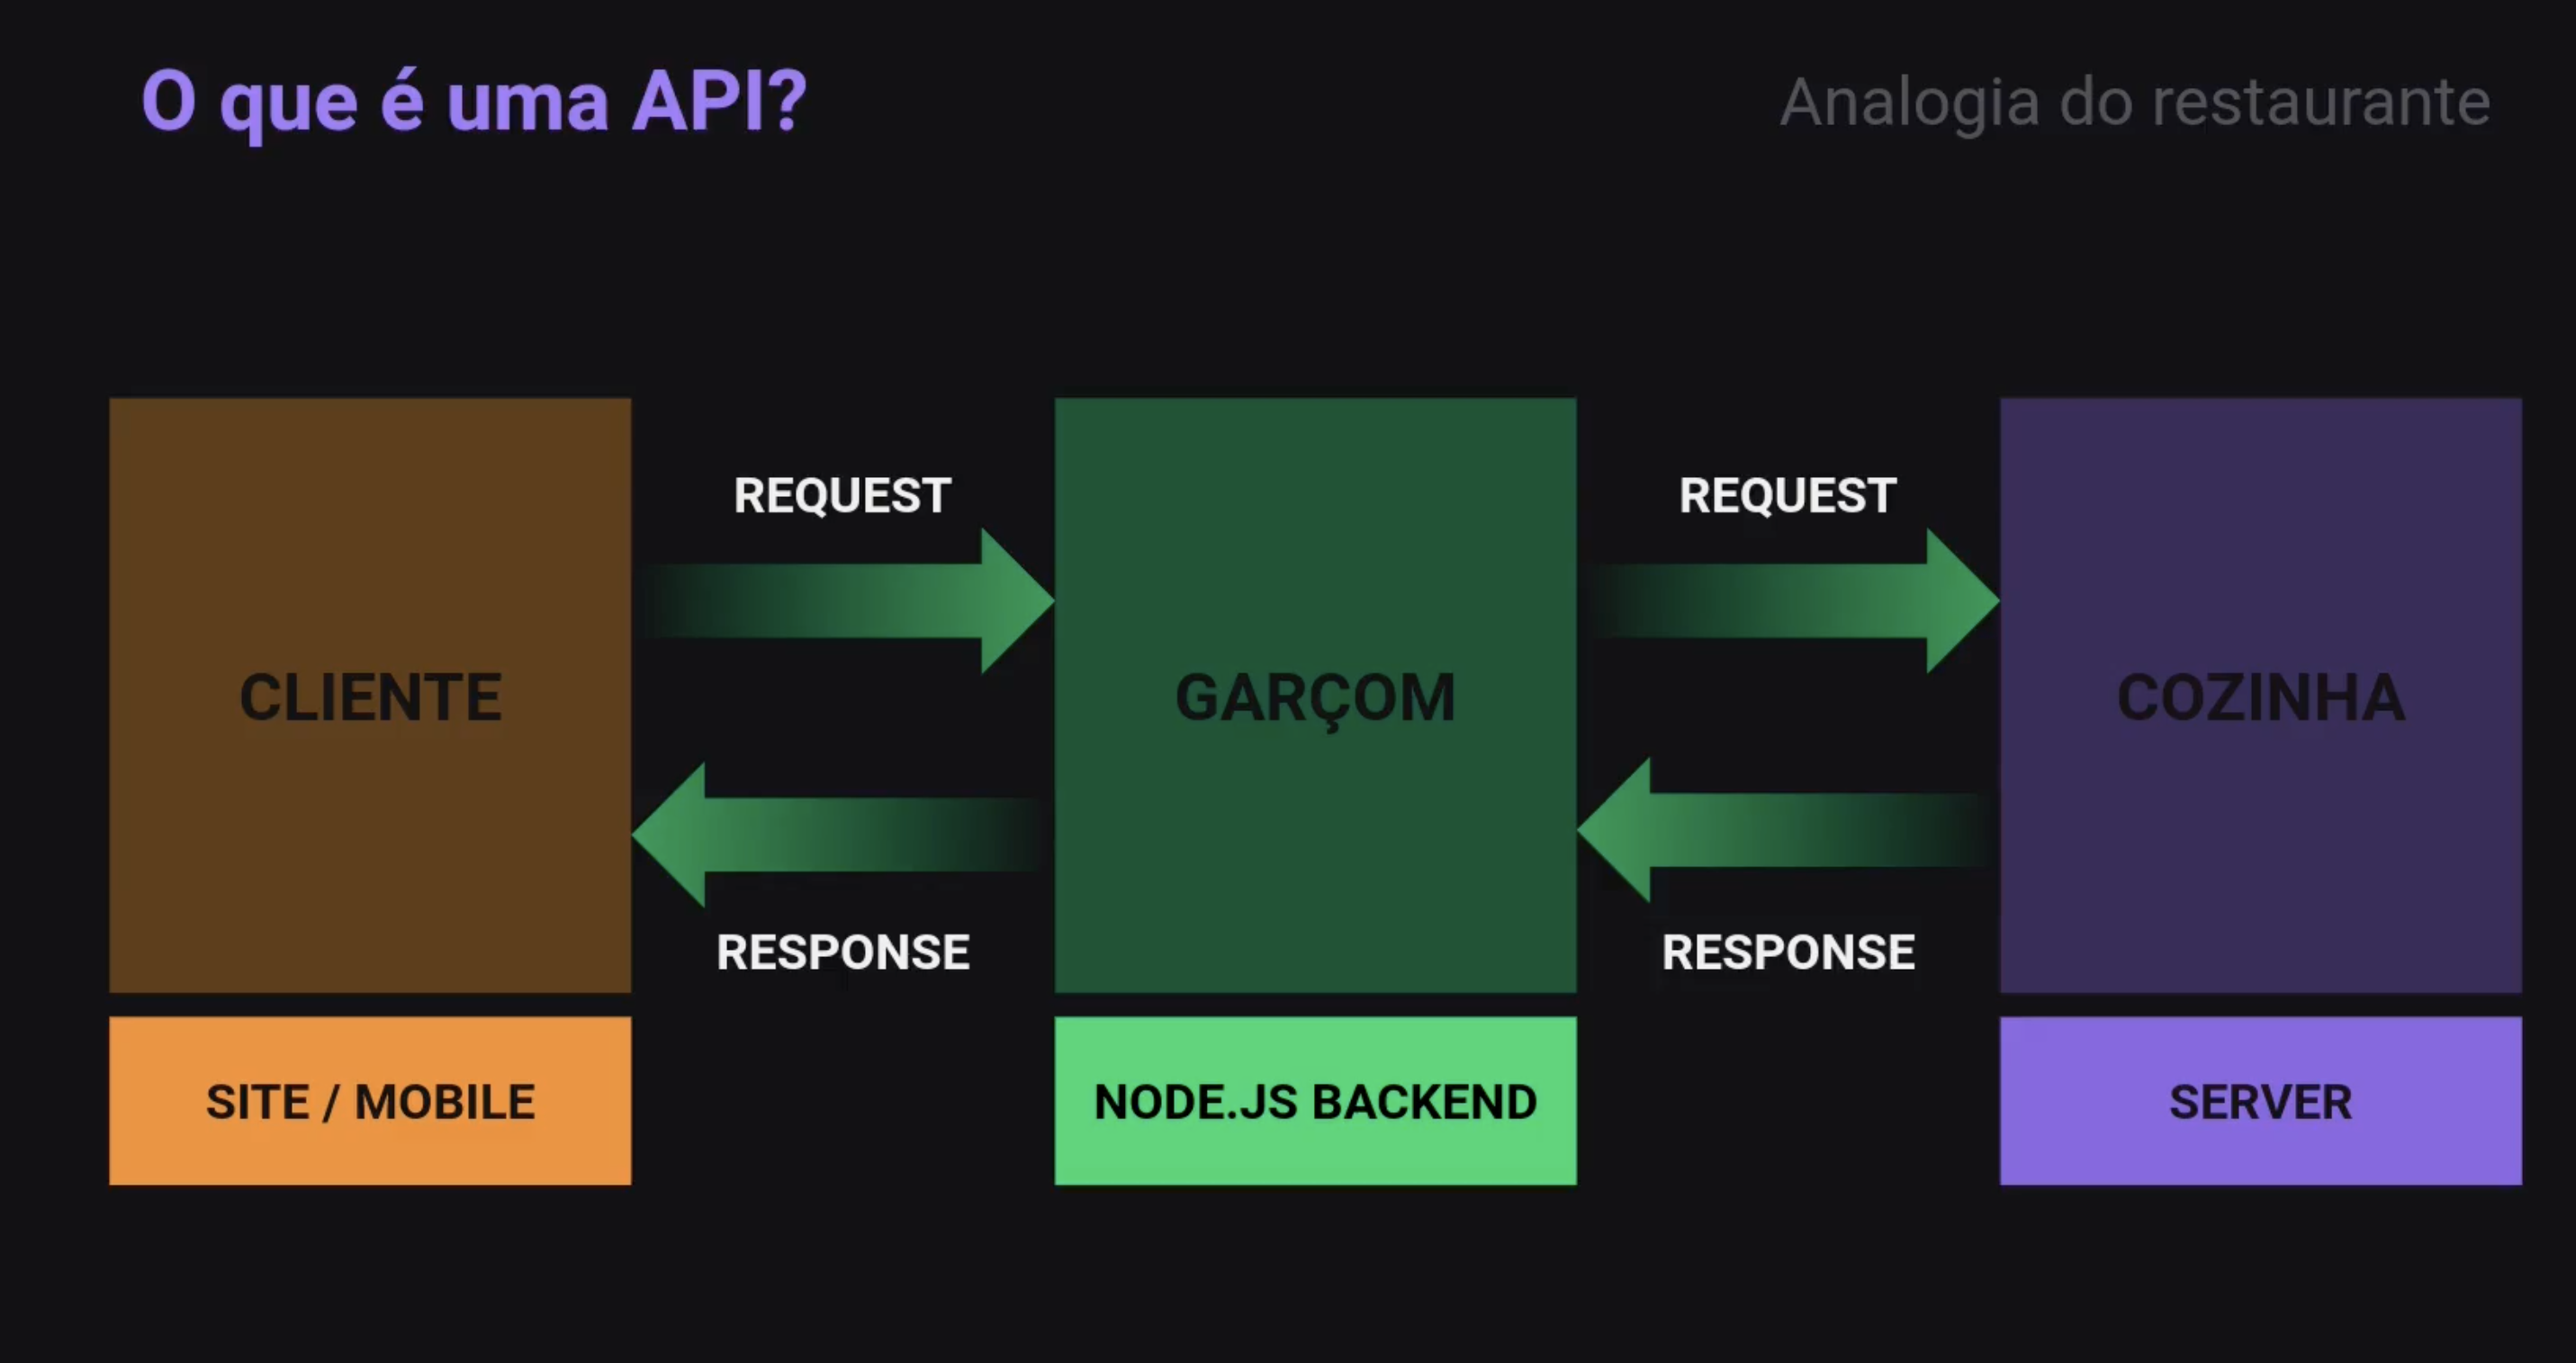 O que é uma API?
Analogia do restaurante
REQUEST
REQUEST
CLIENTE
GARÇOM
COZINHA
RESPONSE
RESPONSE
SITE / MOBILE
NODE.JS BACKEND
SERVER